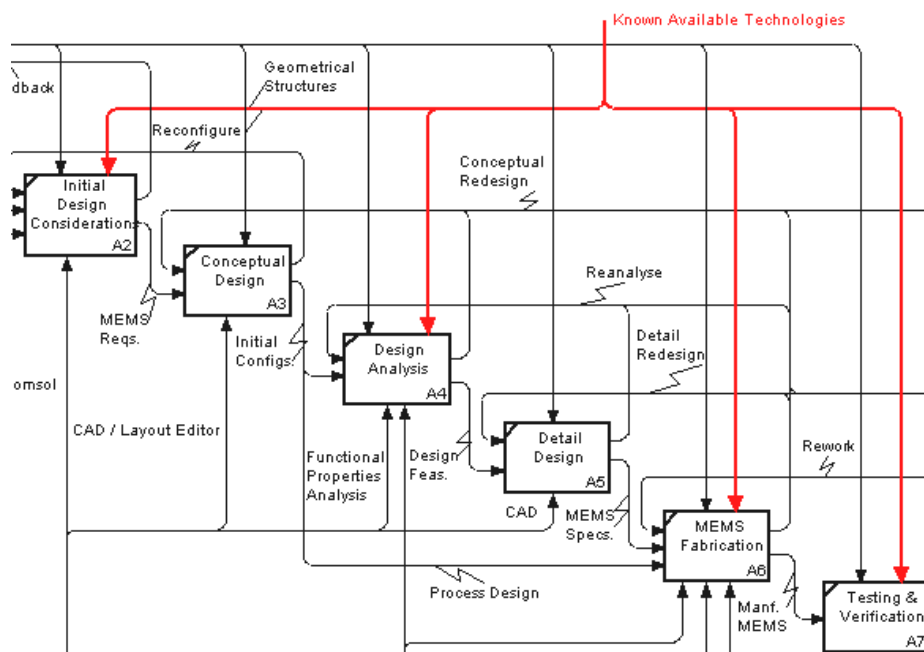 Known Available Technologies
dback
Geometrical
Structures
Reconfigure
Conceptual
Redesign
Initial
Design
Consideration
A2
Conceptual
Design
A3
MEMS
Reqs.
Initial
Configs.
Reanalyse
Design
Analysis
A4
Detail
Redesign
omsol
CAD / Layout Editor
Functional
Properties
Analysis
Design
Feas.
Detail
Design
A5
CAD
MEMS
Specs.
Rework
MEMS
Fabrication
A6
Process Design
Manf.
MEMS
Testing &
Verification
A7